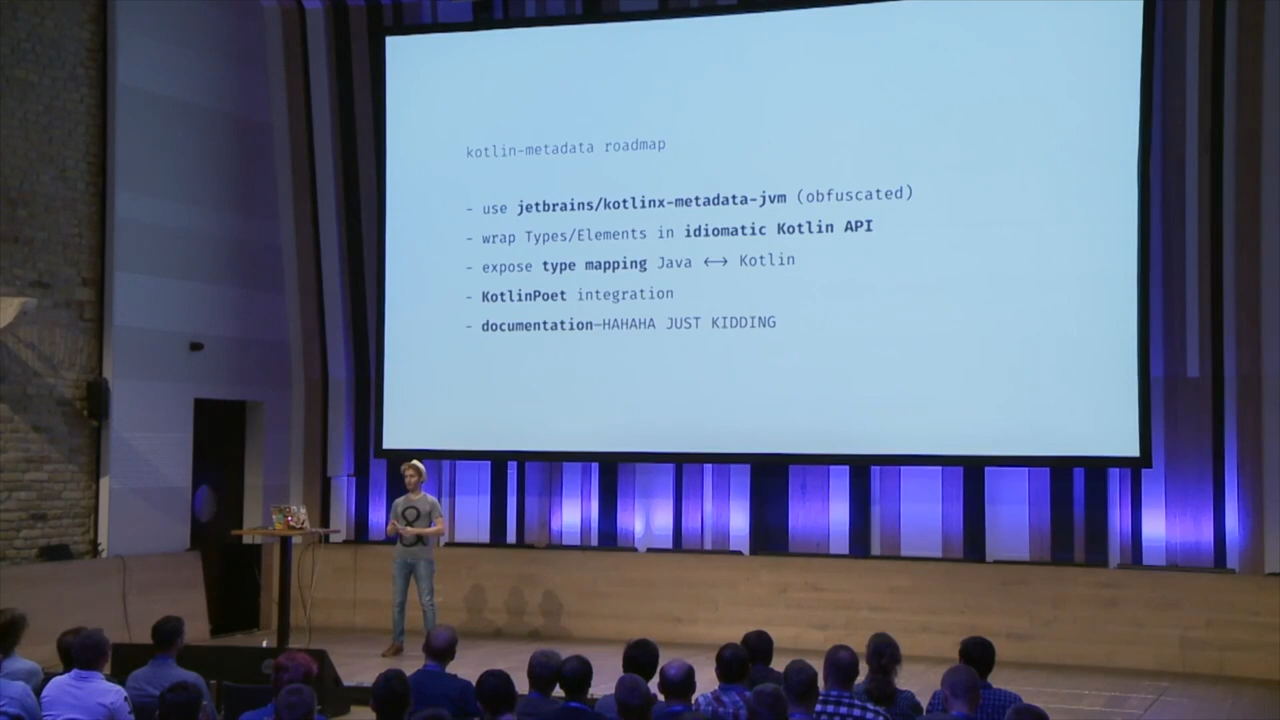 kotlin-metadata roadmap
- use jetbrains/kotlinx-metadata-jvm (obfuscated)
- wrap Types/Elements in idiomatic Kotlin API
- expose type mapping Java ⟷ Kotlin
- KotlinPoet integration
- documentation—HAHAHA JUST KIDDING